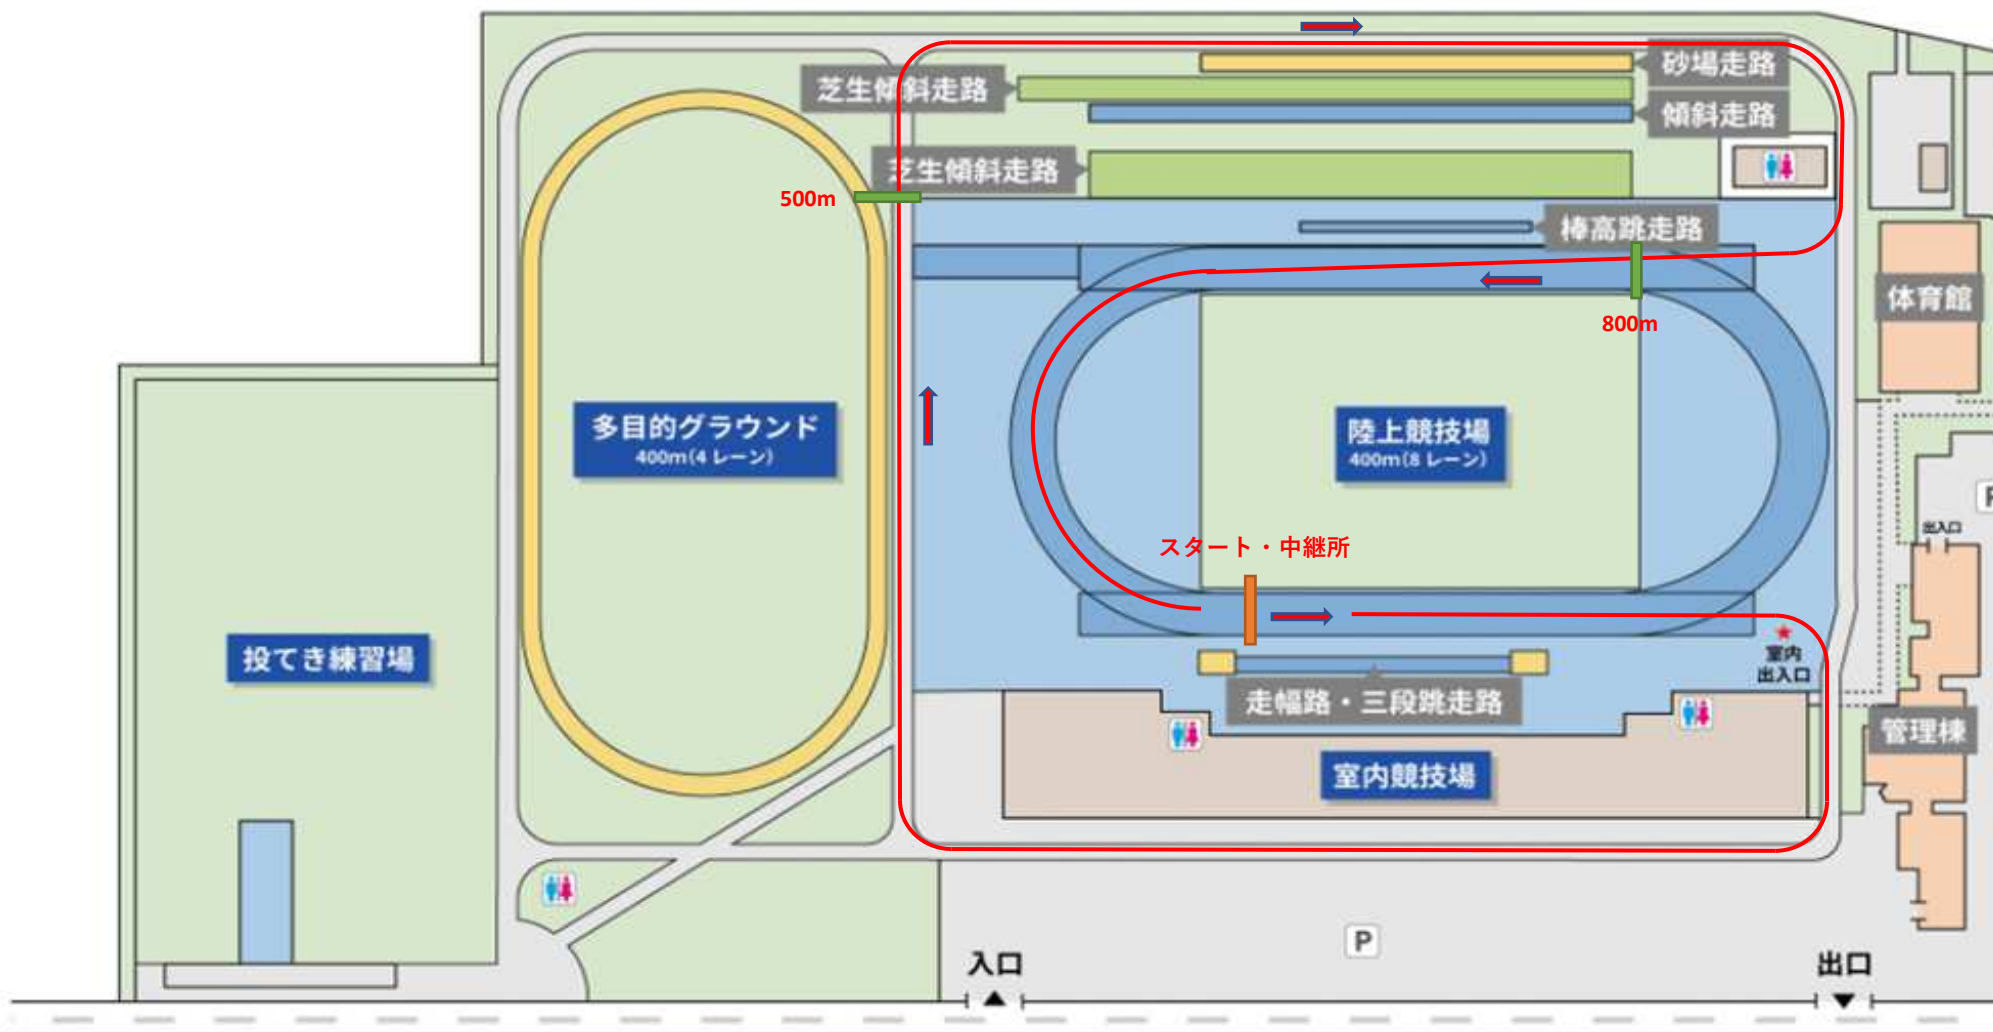 砂場走路
芝生傾斜走路
傾斜走路
芝生傾斜走路
500m
棒高跳走路
体育館
800m
多目的グラウンド
400m(4 レーン)
陸上競技場
400m(8 レーン)
P
出入口
スタート・中継所
投てき練習場
室内
出入口
走幅路・三段跳走路
管理棟
室内競技場
P
入口
出口